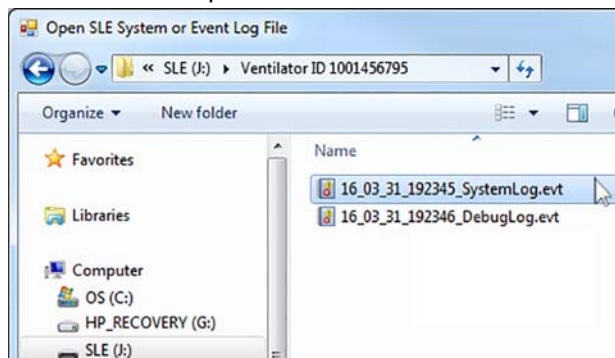 Open SLE System or Event Log File
« SLE (J:) ▸ Ventilator ID 1001456795
Organize ▾ New folder
Favorites
Libraries
Computer
OS (C:)
HP_RECOVERY (G:)
SLE (J:)
Name
16_03_31_192345_SystemLog.evt
16_03_31_192346_DebugLog.evt